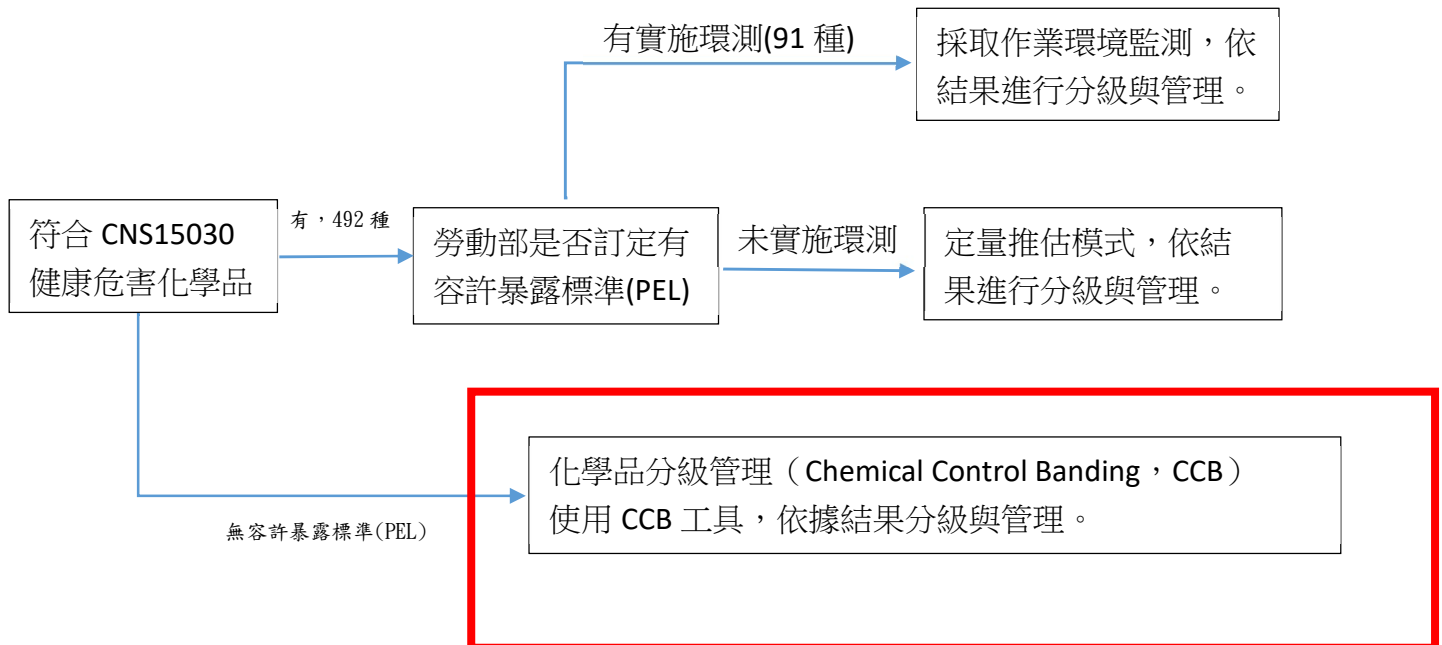 有實施環測(91 種)
採取作業環境監測，依
結果進行分級與管理。
符合 CNS15030
健康危害化學品
有，492 種
勞動部是否訂定有
容許暴露標準(PEL)
未實施環測
定量推估模式，依結
果進行分級與管理。
化學品分級管理（Chemical Control Banding，CCB）
使用 CCB 工具，依據結果分級與管理。
無容許暴露標準(PEL)